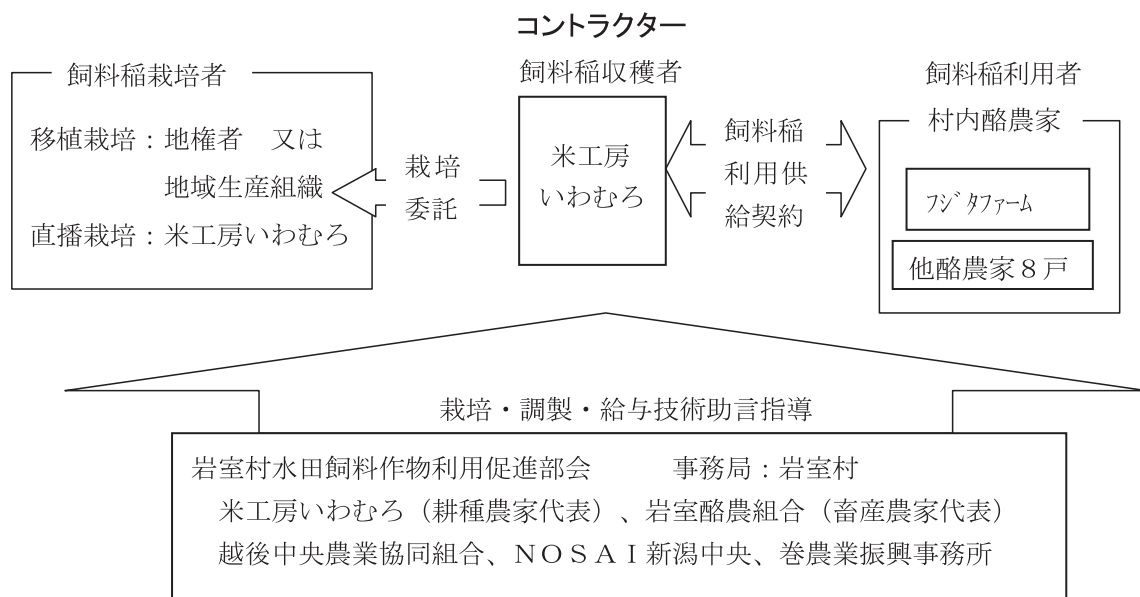 コントラクター
飼料稲栽培者
移植栽培：地権者　又は
地域生産組織
直播栽培：米工房いわむろ
栽培
委託
飼料稲収穫者
米工房
いわむろ
飼料稲
利用供
給契約
飼料稲利用者
村内酪農家
フジタファーム
他酪農家８戸
栽培・調製・給与技術助言指導
岩室村水田飼料作物利用促進部会　　　事務局：岩室村
米工房いわむろ（耕種農家代表）、岩室酪農組合（畜産農家代表）
越後中央農業協同組合、ＮＯＳＡＩ新潟中央、巻農業振興事務所